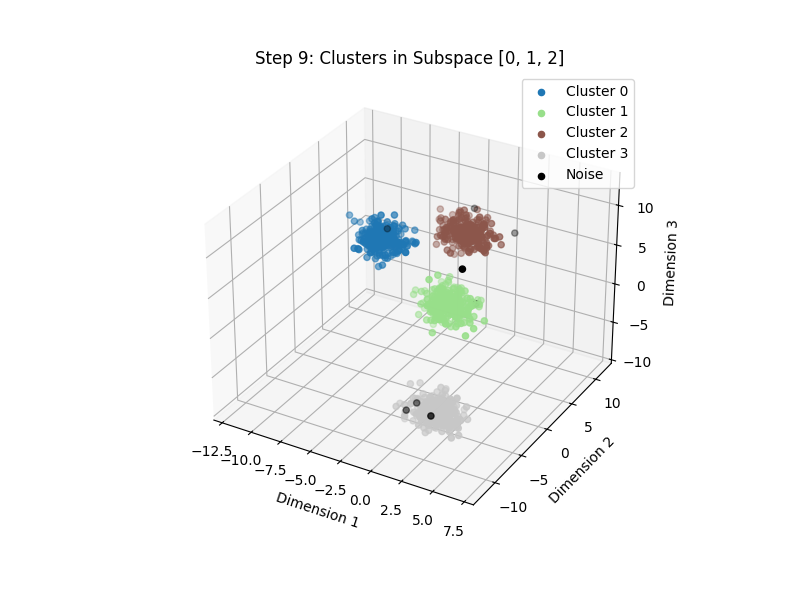 Step 9: Clusters in Subspace [0, 1, 2]
Cluster 0
Cluster 1
Cluster 2
Cluster 3
Noise
10
5
0
−5
−10
Dimension 3
10
5
0
−5
−10
Dimension 2
−12.5
−10.0
−7.5
−5.0
−2.5
0.0
2.5
5.0
7.5
Dimension 1